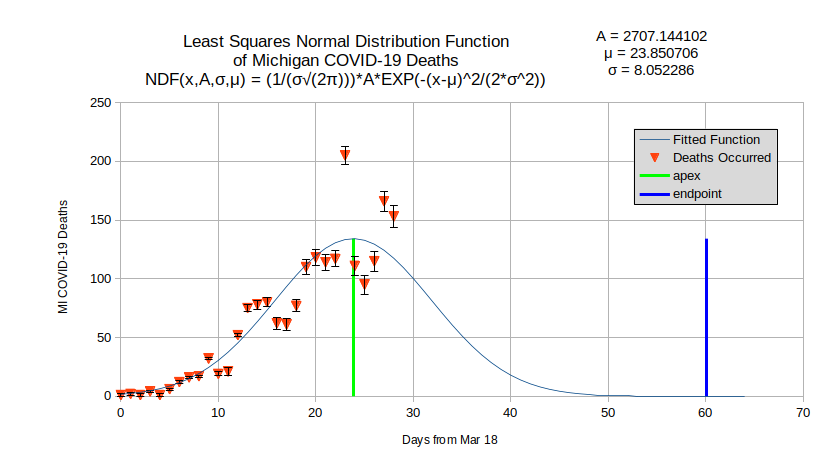 Least Squares Normal Distribution Function
of Michigan COVID-19 Deaths
NDF(x,A,σ,μ) = (1/(σ√(2π)))*A*EXP(-(x-μ)^2/(2*σ^2))
A = 2707.144102
μ = 23.850706
σ = 8.052286
250
200
150
100
50
0
MI COVID-19 Deaths
Fitted Function
Deaths Occurred
apex
endpoint
0 10 20 30 40 50 60 70
Days from Mar 18